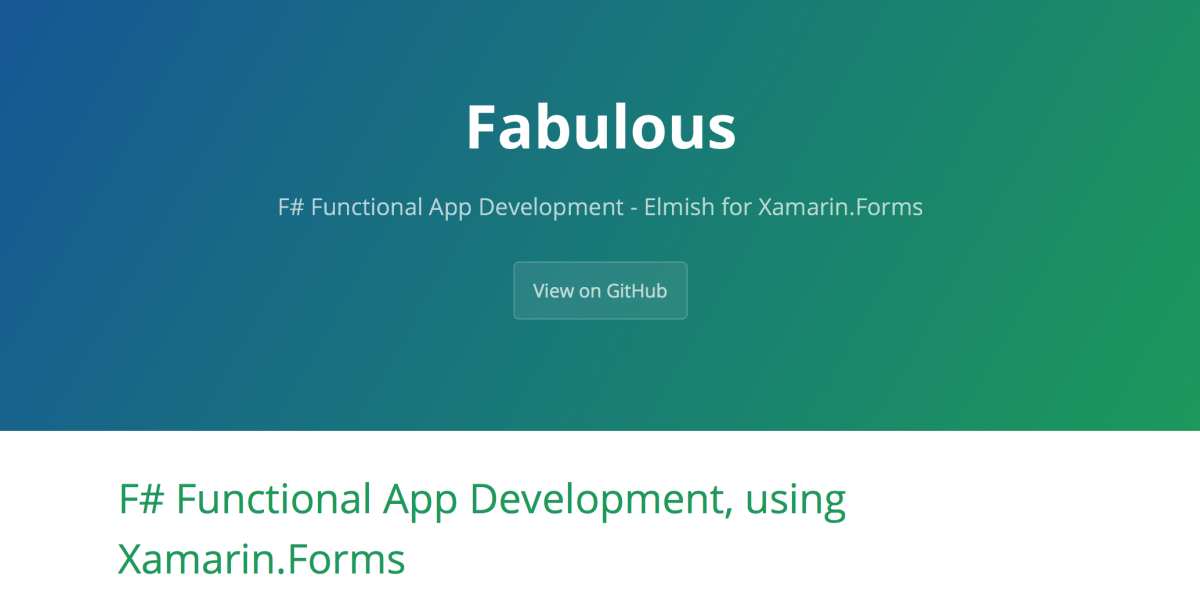 Fabulous
F# Functional App Development - Elmish for Xamarin.Forms
View on GitHub
F# Functional App Development, using
Xamarin.Forms